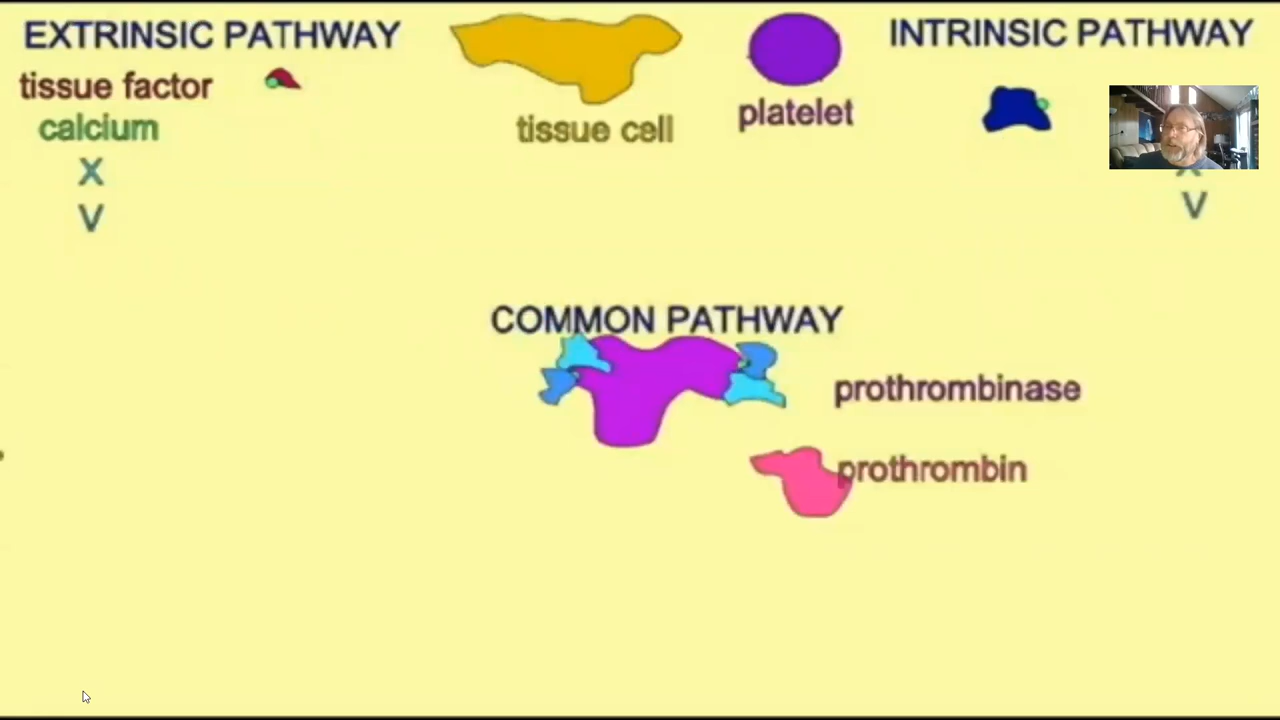 EXTRINSIC PATHWAY
tissue factor
calcium
X
V
tissue cell
platelet
INTRINSIC PATHWAY
V
COMMON PATHWAY
prothrombinase
prothrombin